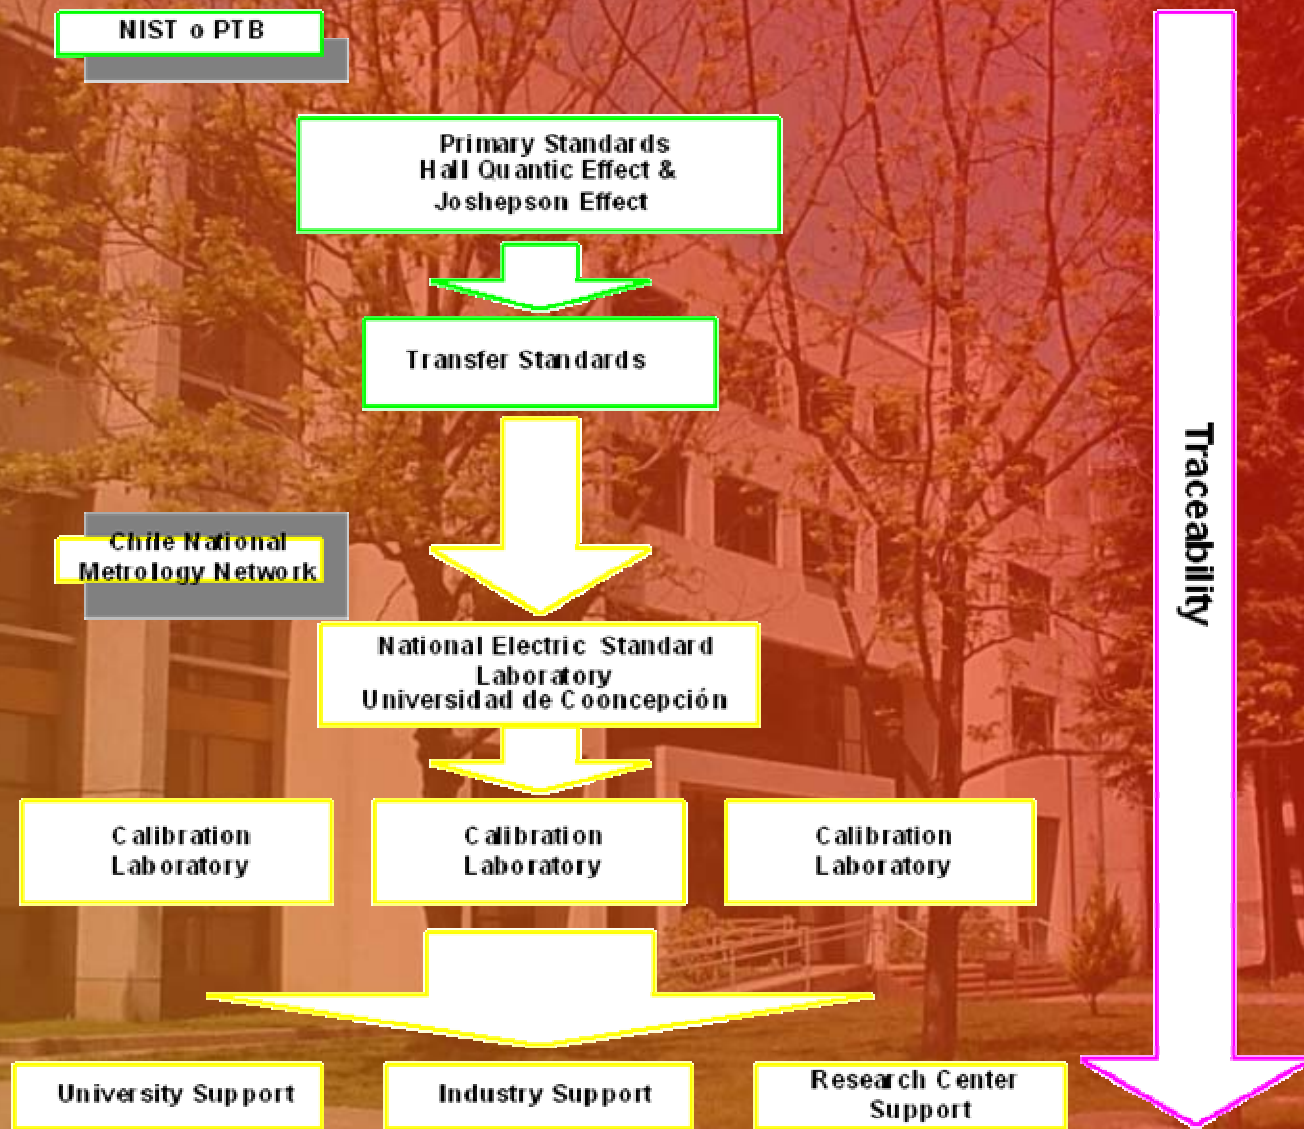 NIST o PTB
Primary Standards
Hall Quantic Effect &
Joshepson Effect
Transfer Standards
Traceability
Chile National
Metrology Network
National Electric Standard
Laboratory
Universidad de Cooncepción
Calibration
Laboratory
Calibration
Laboratory
Calibration
Laboratory
University Support
Industry Support
Research Center
Support